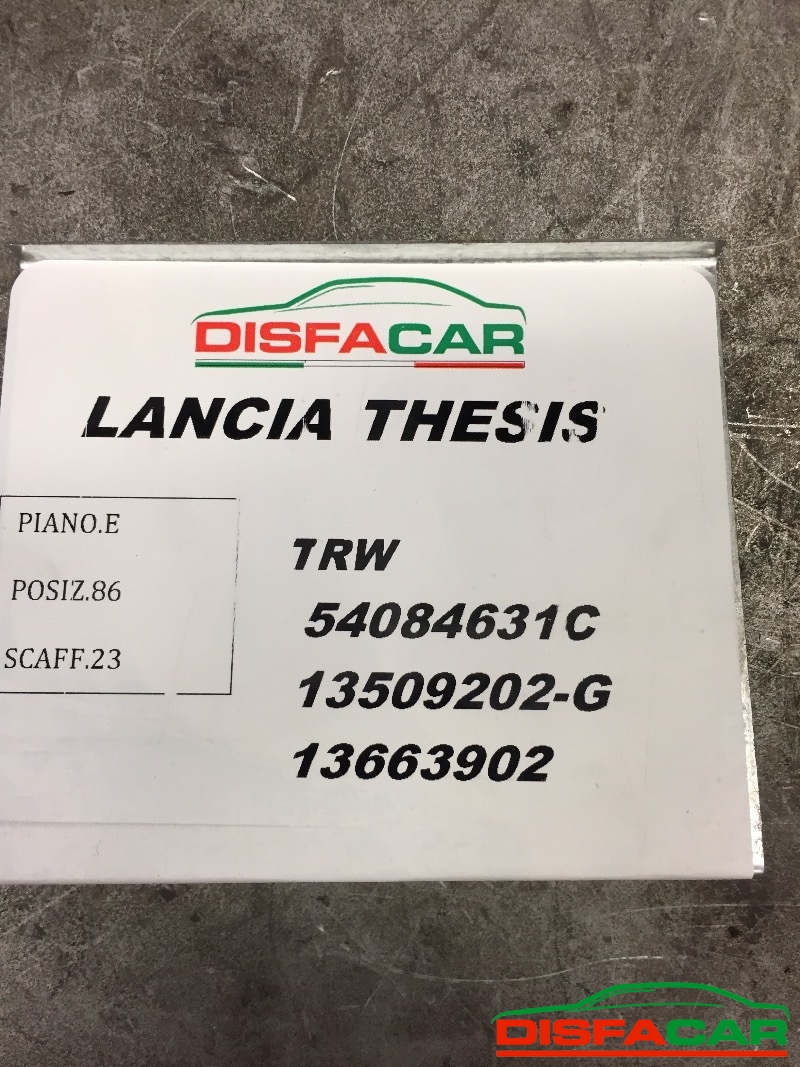 DISFACAR
LANCIA THESIS
PIANO.E
POSIZ.86
SCAFF.23
TRW
54084631C
13509202-G
13663902
DISFACAR